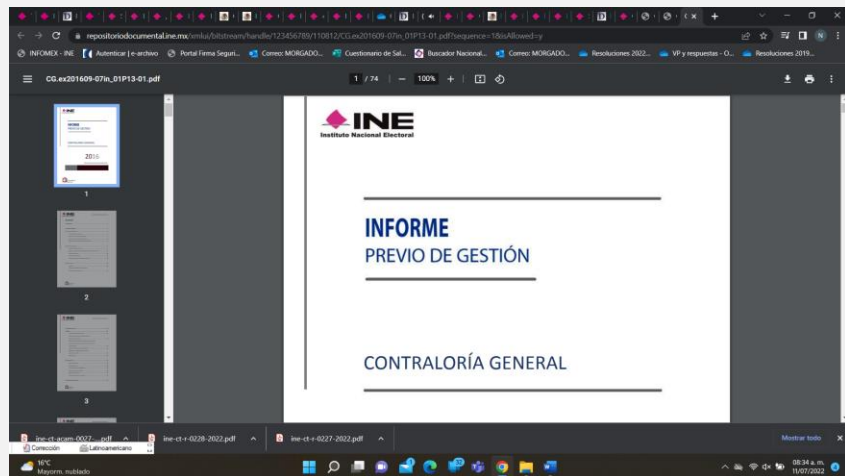 repositoriodocumental.ine.mx/xmlui/bitstream/handle/123456789/110812/CG.ex201609-07in_01P13-01.pdf?sequence=1&isAllowed=y
INFOMEX - INE
Autenticar | e-archivo
Portal Firma Seguri...
Correo: MORGADO...
Cuestionario de Sal...
Buscador Nacional...
Correo: MORGADO...
Resoluciones 2022...
VP y respuestas - O...
Resoluciones 2019...
CG.ex201609-07in_01P13-01.pdf
1 / 74
100%
INE
Instituto Nacional Electoral
INFORME
PREVIO DE GESTIÓN
CONTRALORÍA GENERAL
1
2
3
ine-ct-acam-0027-....pdf
ine-ct-r-0228-2022.pdf
ine-ct-r-0227-2022.pdf
Mostrar todo
Corrección
Latinoamericano
16°C
Mayorm. nublado
08:34 a. m.
11/07/2022